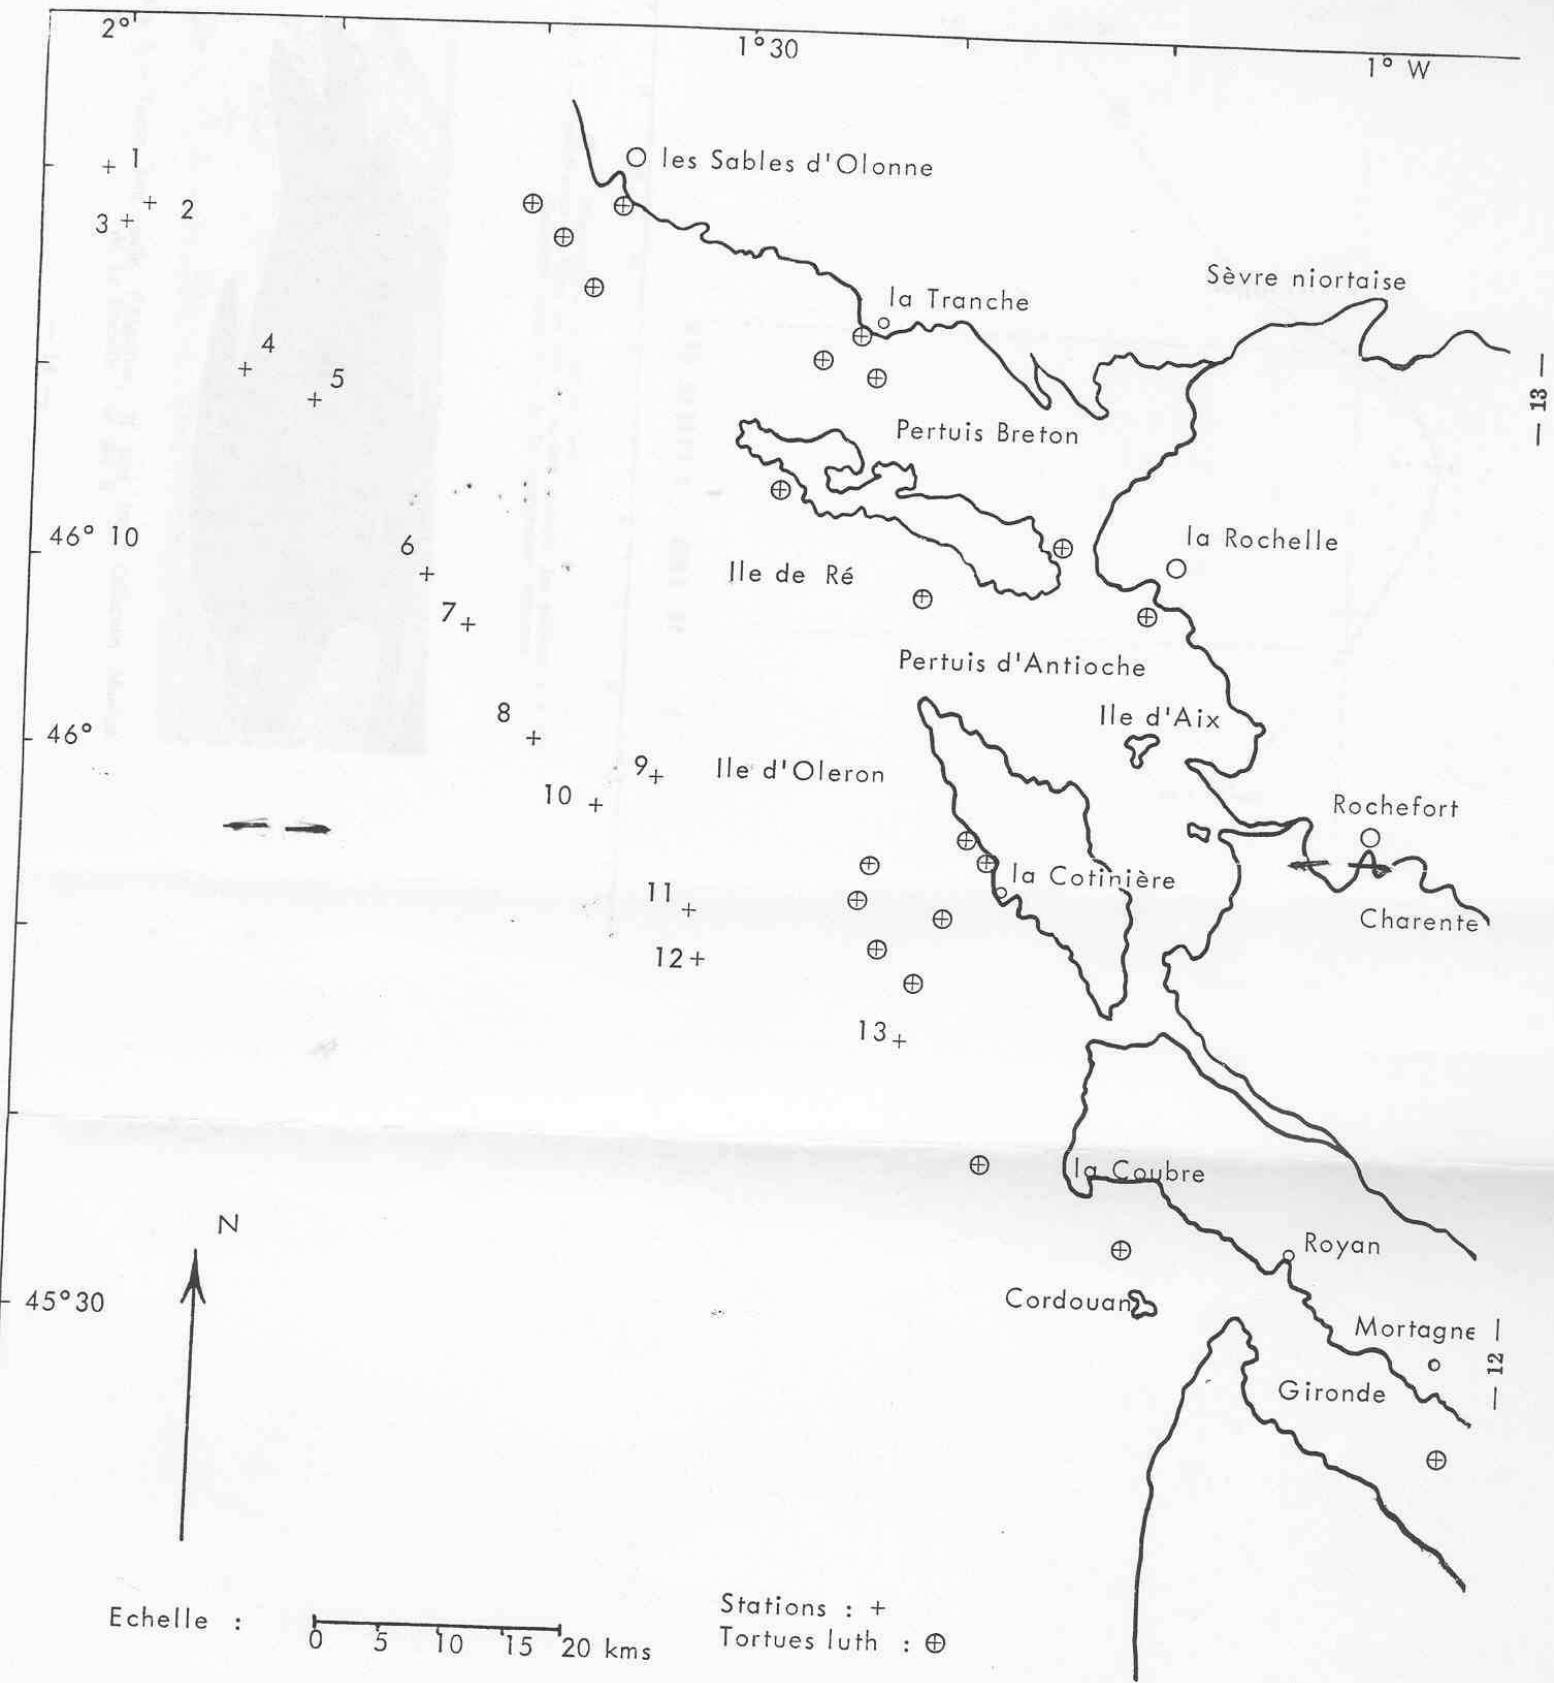 2°
1°30
1° W
les Sables d'Olonne
+ 1
+ 2
3 +
Sèvre niortaise
la Tranche
4
+
5
+
— 13 —
Pertuis Breton
46° 10
6
+
la Rochelle
Ile de Ré
7 +
Pertuis d'Antioche
8
+
Ile d'Aix
46°
9 +
Ile d'Oleron
10 +
Rochefort
la Cotinière
11 +
Charente
12 +
13 +
la Coubre
N
Royan
45°30
Cordouan
Mortagne
— 12 —
Gironde
Echelle :
0 5 10 15 20 kms
Stations : +
Tortues luth : ⊕